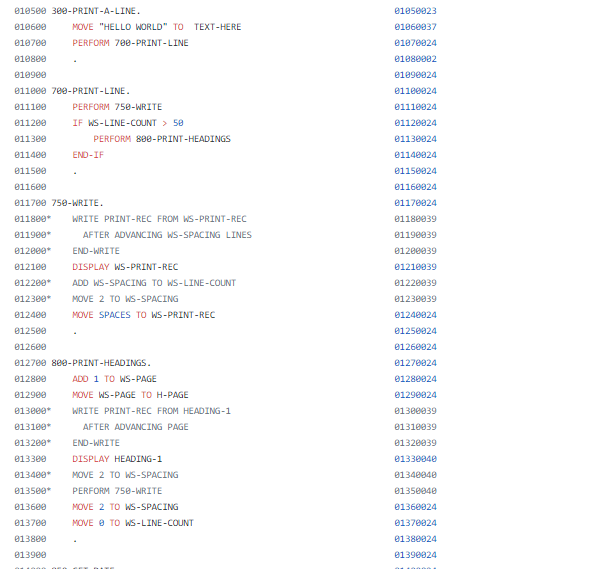 010500 300-PRINT-A-LINE. 01050023
010600 MOVE "HELLO WORLD" TO  TEXT-HERE 01060037
010700 PERFORM 700-PRINT-LINE 01070024
010800 . 01080002
010900 01090024
011000 700-PRINT-LINE. 01100024
011100 PERFORM 750-WRITE 01110024
011200 IF WS-LINE-COUNT > 50 01120024
011300 PERFORM 800-PRINT-HEADINGS 01130024
011400 END-IF 01140024
011500 . 01150024
011600 01160024
011700 750-WRITE. 01170024
011800* WRITE PRINT-REC FROM WS-PRINT-REC 01180039
011900* AFTER ADVANCING WS-SPACING LINES 01190039
012000* END-WRITE 01200039
012100 DISPLAY WS-PRINT-REC 01210039
012200* ADD WS-SPACING TO WS-LINE-COUNT 01220039
012300* MOVE 2 TO WS-SPACING 01230039
012400 MOVE SPACES TO WS-PRINT-REC 01240024
012500 . 01250024
012600 01260024
012700 800-PRINT-HEADINGS. 01270024
012800 ADD 1 TO WS-PAGE 01280024
012900 MOVE WS-PAGE TO H-PAGE 01290024
013000* WRITE PRINT-REC FROM HEADING-1 01300039
013100* AFTER ADVANCING PAGE 01310039
013200* END-WRITE 01320039
013300 DISPLAY HEADING-1 01330040
013400* MOVE 2 TO WS-SPACING 01340040
013500* PERFORM 750-WRITE 01350040
013600 MOVE 2 TO WS-SPACING 01360024
013700 MOVE 0 TO WS-LINE-COUNT 01370024
013800 . 01380024
013900 01390024